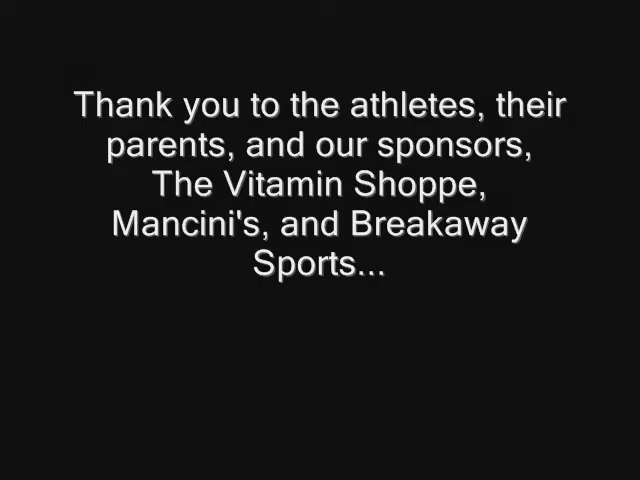 Thank you to the athletes, their
parents, and our sponsors,
The Vitamin Shoppe,
Mancini's, and Breakaway
Sports...